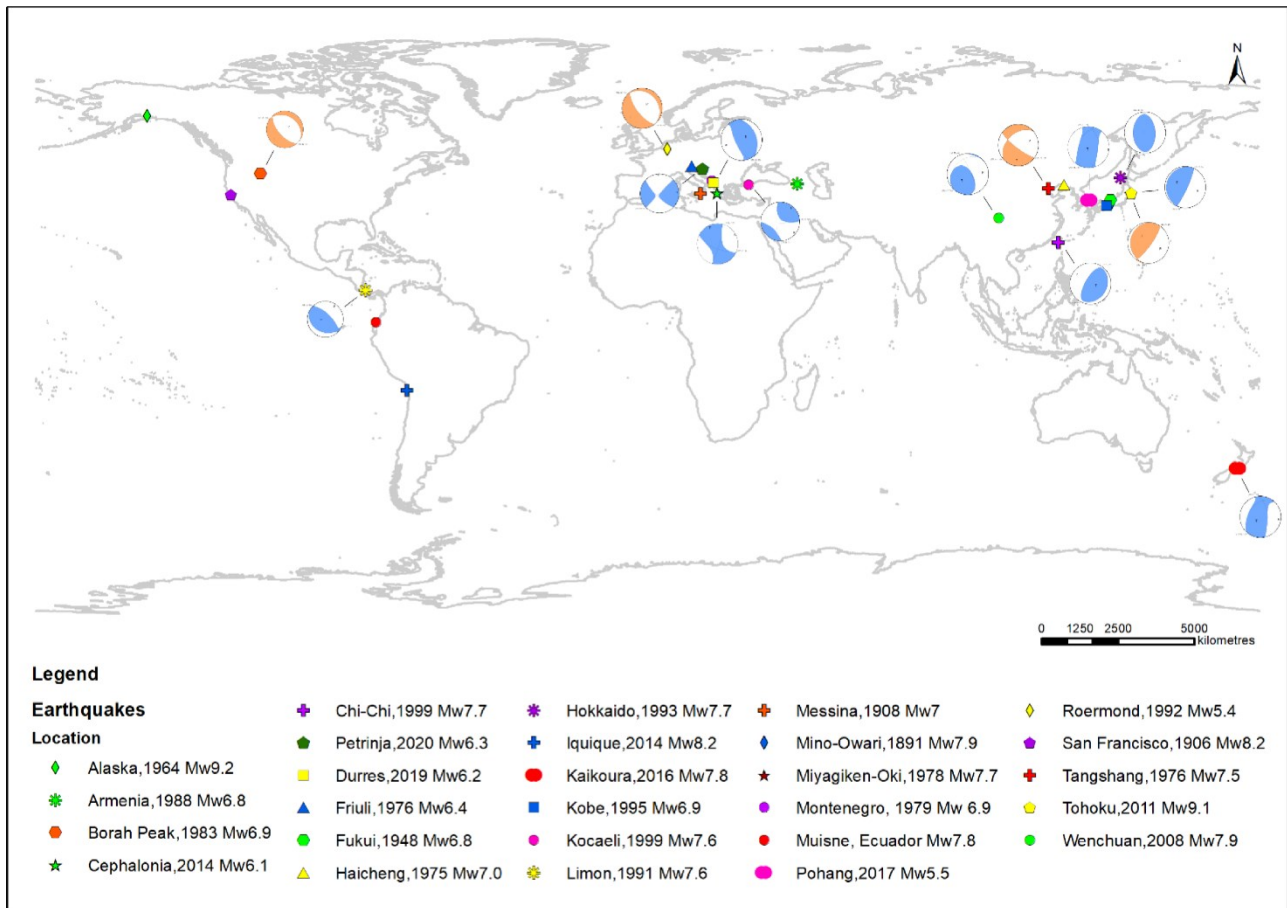 N
0 1250 2500 5000
kilometres
Legend
Earthquakes
Location
Alaska,1964 Mw9.2
Armenia,1988 Mw6.8
Borah Peak,1983 Mw6.9
Cephalonia,2014 Mw6.1
Chi-Chi,1999 Mw7.7
Petrinja,2020 Mw6.3
Durres,2019 Mw6.2
Friuli,1976 Mw6.4
Fukui,1948 Mw6.8
Haicheng,1975 Mw7.0
Hokkaido,1993 Mw7.7
Iquique,2014 Mw8.2
Kaikoura,2016 Mw7.8
Kobe,1995 Mw6.9
Kocaeli,1999 Mw7.6
Limon,1991 Mw7.6
Messina,1908 Mw7
Mino-Owari,1891 Mw7.9
Miyagiken-Oki,1978 Mw7.7
Montenegro, 1979 Mw 6.9
Muisne, Ecuador Mw7.8
Pohang,2017 Mw5.5
Roermond,1992 Mw5.4
San Francisco,1906 Mw8.2
Tangshang,1976 Mw7.5
Tohoku,2011 Mw9.1
Wenchuan,2008 Mw7.9